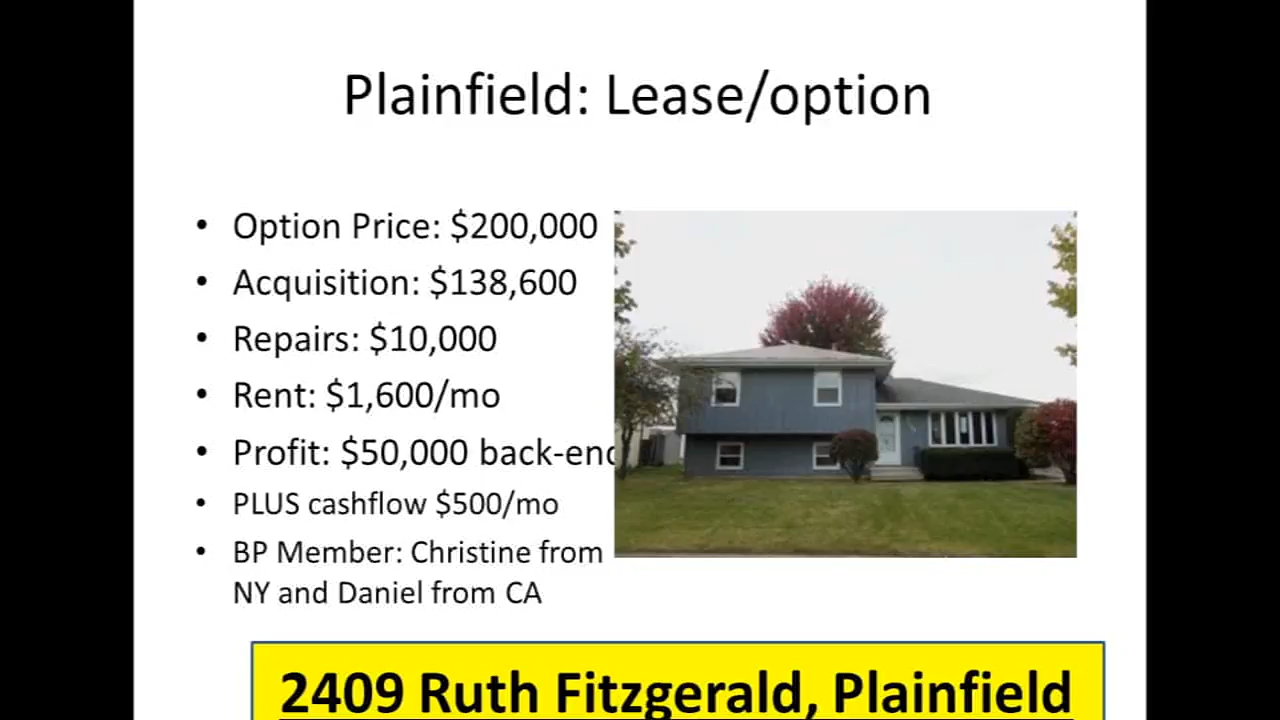 Plainfield: Lease/option
• Option Price: $200,000
• Acquisition: $138,600
• Repairs: $10,000
• Rent: $1,600/mo
• Profit: $50,000 back-end
• PLUS cashflow $500/mo
• BP Member: Christine from
NY and Daniel from CA
2409 Ruth Fitzgerald, Plainfield